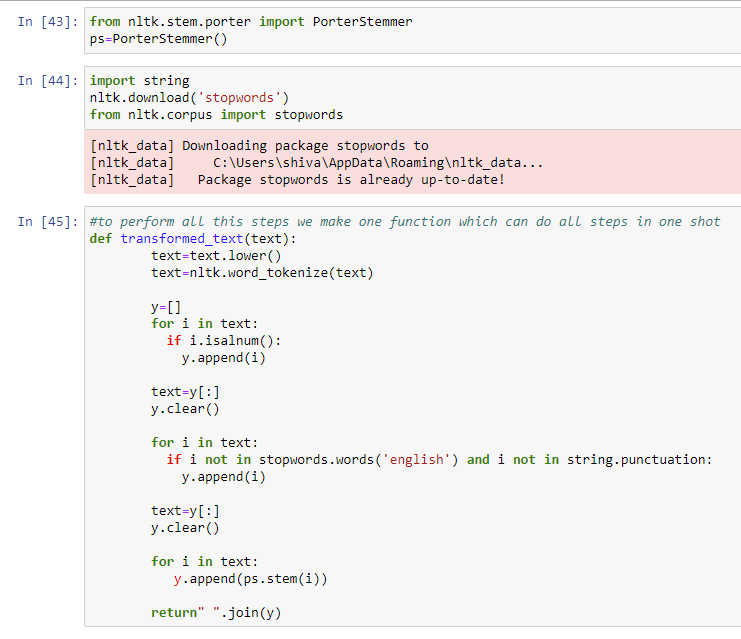 In [43]: from nltk.stem.porter import PorterStemmer
ps=PorterStemmer()
In [44]: import string
nltk.download('stopwords')
from nltk.corpus import stopwords
[nltk_data] Downloading package stopwords to
[nltk_data]     C:\Users\shiva\AppData\Roaming\nltk_data...
[nltk_data]   Package stopwords is already up-to-date!
In [45]: #to perform all this steps we make one function which can do all steps in one shot
def transformed_text(text):
        text=text.lower()
        text=nltk.word_tokenize(text)
        y=[]
        for i in text:
          if i.isalnum():
            y.append(i)
        text=y[:]
        y.clear()
        for i in text:
          if i not in stopwords.words('english') and i not in string.punctuation:
            y.append(i)
        text=y[:]
        y.clear()
        for i in text:
           y.append(ps.stem(i))
        return" ".join(y)